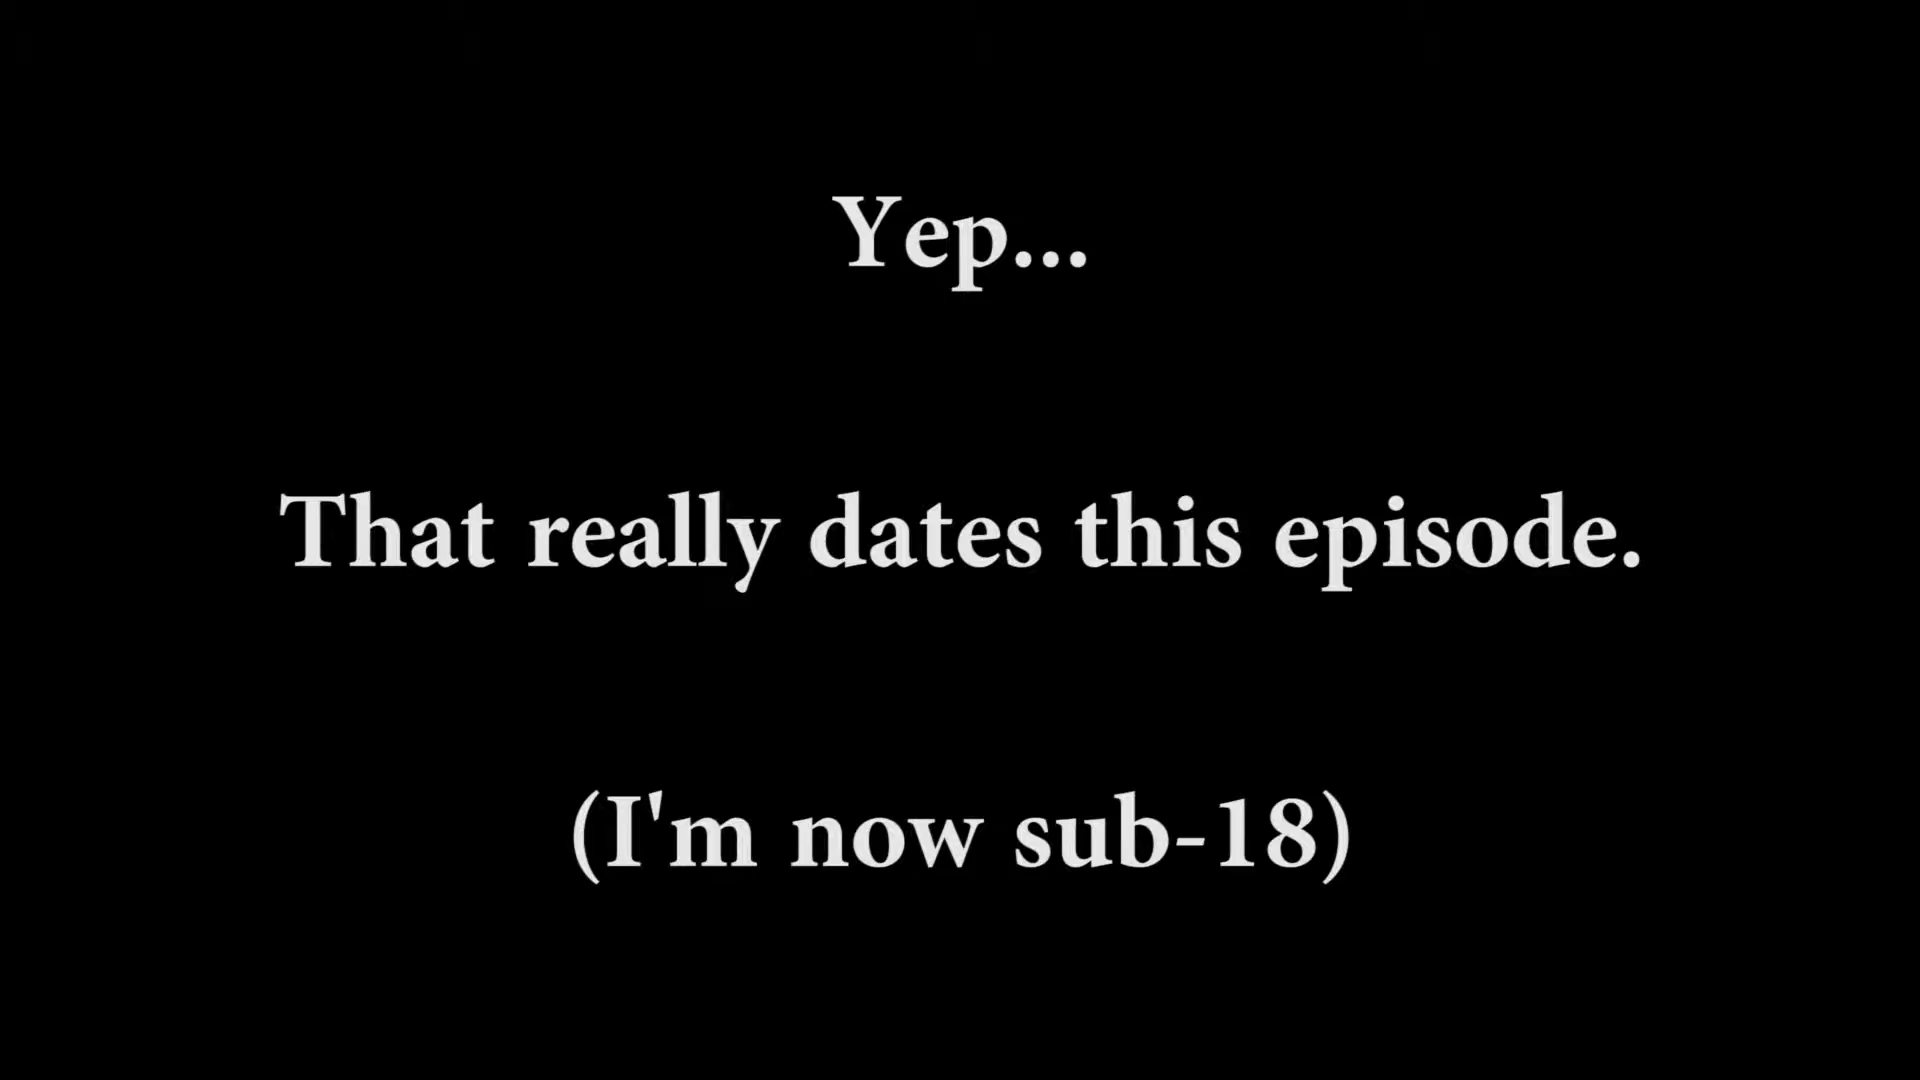 Yep...
That really dates this episode.
(I'm now sub-18)